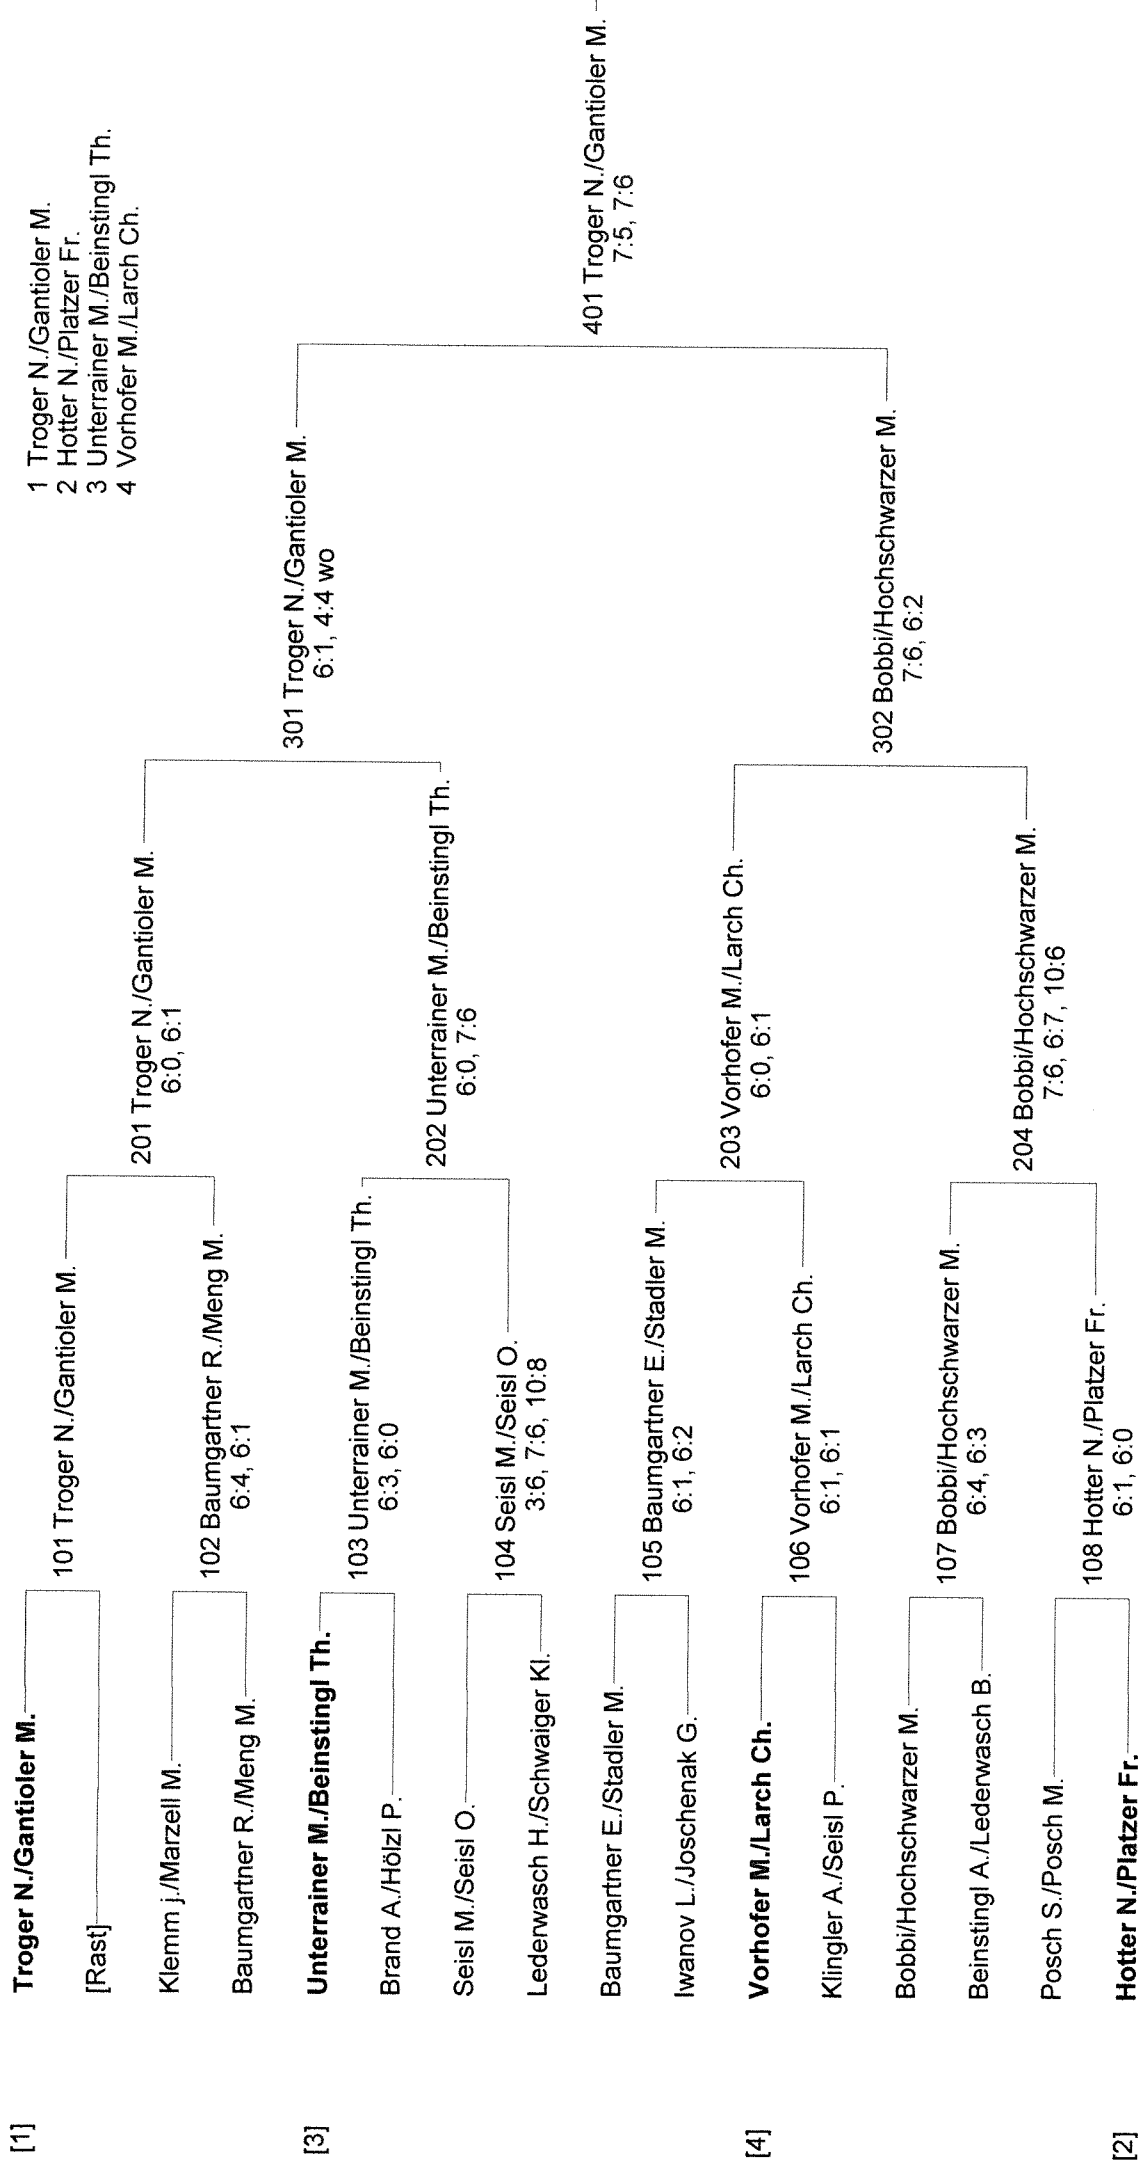 1 Troger N./Gantioler M.
2 Hotter N./Platzer Fr.
3 Unterrainer M./Beinstingl Th.
4 Vorhofer M./Larch Ch.
[1] Troger N./Gantioler M.
[Rast]
Klemm j./Marzell M.
Baumgartner R./Meng M.
[3] Unterrainer M./Beinstingl Th.
Brand A./Hölzl P.
Seisl M./Seisl O.
Lederwasch H./Schwaiger Kl.
Baumgartner E./Stadler M.
Iwanov L./Joschenak G.
[4] Vorhofer M./Larch Ch.
Klingler A./Seisl P.
Bobbi/Hochschwarzer M.
Beinstingl A./Lederwasch B.
Posch S./Posch M.
[2] Hotter N./Platzer Fr.
101 Troger N./Gantioler M.
102 Baumgartner R./Meng M.
6:4, 6:1
103 Unterrainer M./Beinstingl Th.
6:3, 6:0
104 Seisl M./Seisl O.
3:6, 7:6, 10:8
105 Baumgartner E./Stadler M.
6:1, 6:2
106 Vorhofer M./Larch Ch.
6:1, 6:1
107 Bobbi/Hochschwarzer M.
6:4, 6:3
108 Hotter N./Platzer Fr.
6:1, 6:0
201 Troger N./Gantioler M.
6:0, 6:1
202 Unterrainer M./Beinstingl Th.
6:0, 7:6
203 Vorhofer M./Larch Ch.
6:0, 6:1
204 Bobbi/Hochschwarzer M.
7:6, 6:7, 10:6
301 Troger N./Gantioler M.
6:1, 4:4 wo
302 Bobbi/Hochschwarzer M.
7:6, 6:2
401 Troger N./Gantioler M.
7:5, 7:6